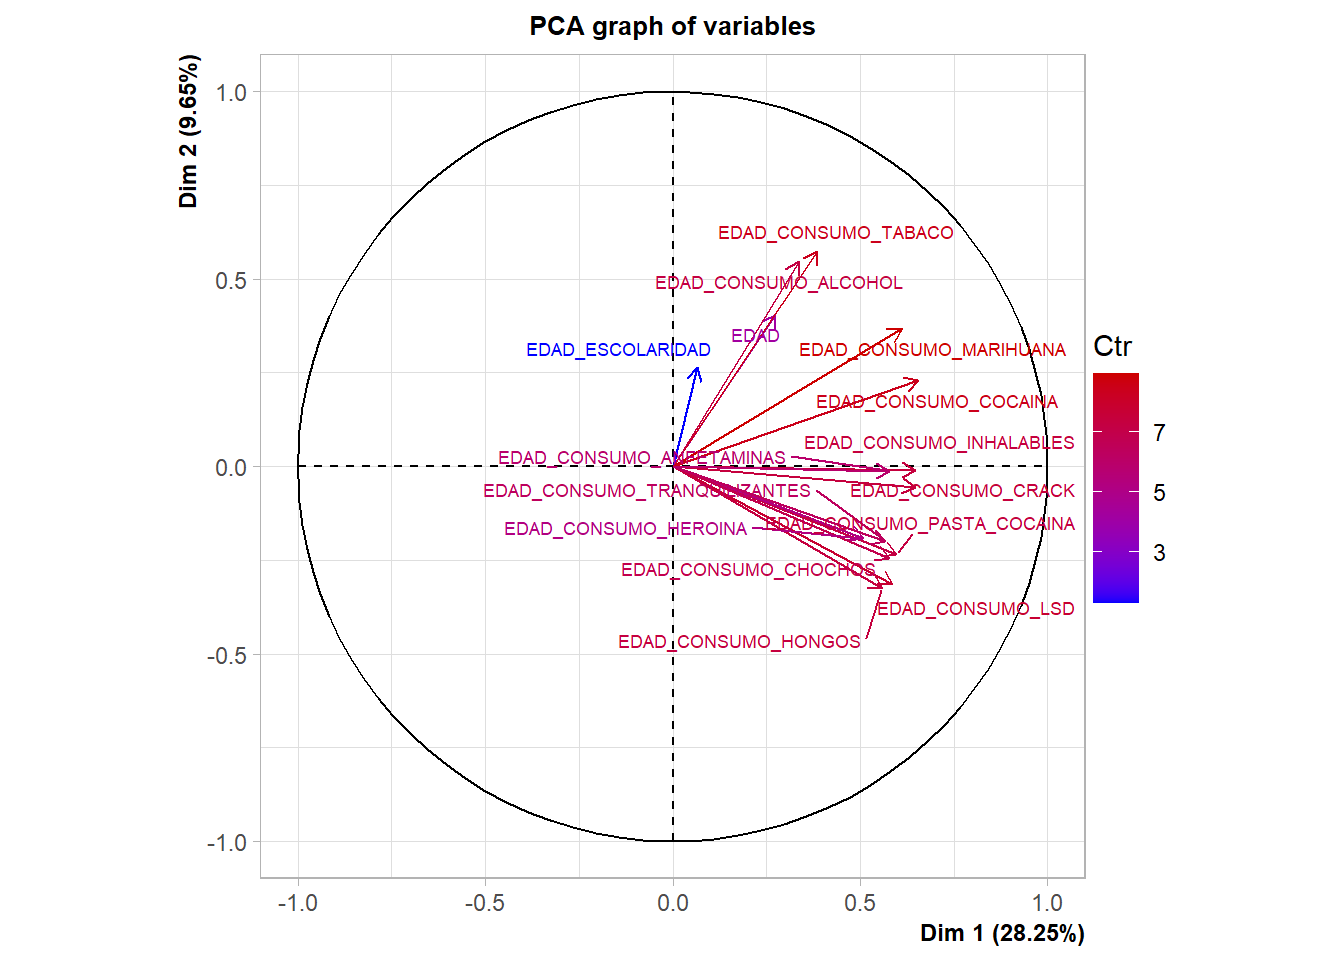 PCA graph of variables
Dim 2 (9.65%)
1.0
0.5
0.0
-0.5
-1.0
EDAD_CONSUMO_TABACO
EDAD_CONSUMO_ALCOHOL
EDAD
EDAD_ESCOLARIDAD
EDAD_CONSUMO_MARIHUANA
EDAD_CONSUMO_COCAINA
EDAD_CONSUMO_INHALABLES
EDAD_CONSUMO_ANFETAMINAS
EDAD_CONSUMO_TRANQUILIZANTES
EDAD_CONSUMO_CRACK
EDAD_CONSUMO_PASTA_COCAINA
EDAD_CONSUMO_HEROINA
EDAD_CONSUMO_CHOCHOS
EDAD_CONSUMO_LSD
EDAD_CONSUMO_HONGOS
-1.0
-0.5
0.0
0.5
1.0
Dim 1 (28.25%)
Ctr
7
5
3